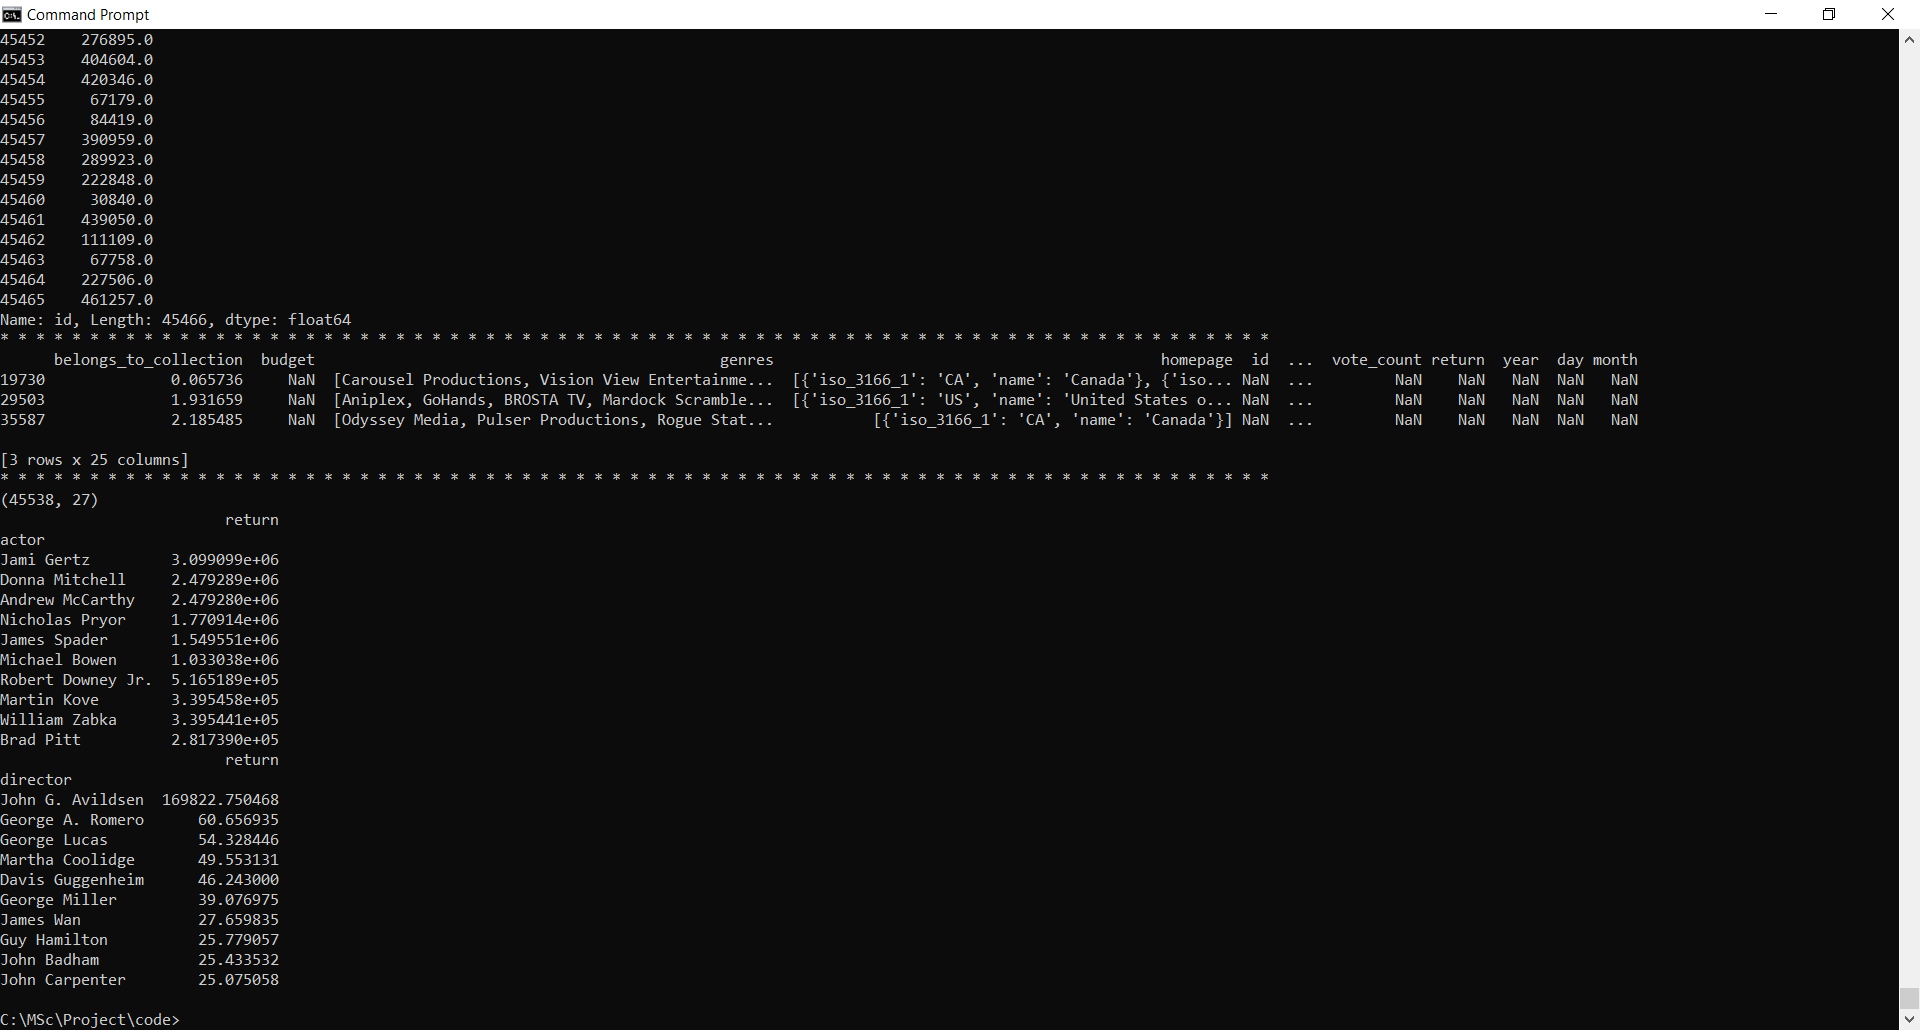 Command Prompt
45452    276895.0
45453    404604.0
45454    420346.0
45455     67179.0
45456     84419.0
45457    390959.0
45458    289923.0
45459    222848.0
45460     30840.0
45461    439050.0
45462    111109.0
45463     67758.0
45464    227506.0
45465    461257.0
Name: id, Length: 45466, dtype: float64
* * * * * * * * * * * * * * * * * * * * * * * * * * * * * * * * * * * * * * * * * * * * * * * * * * * * * * * * * * * * * * * * * * * * * * *
      belongs_to_collection  budget                                             genres                                           homepage  id  ...  vote_count return  year  day month
19730              0.065736     NaN  [Carousel Productions, Vision View Entertainme...  [{'iso_3166_1': 'CA', 'name': 'Canada'}, {'iso... NaN  ...         NaN    NaN   NaN  NaN   NaN
29503              1.931659     NaN  [Aniplex, GoHands, BROSTA TV, Mardock Scramble...  [{'iso_3166_1': 'US', 'name': 'United States o... NaN  ...         NaN    NaN   NaN  NaN   NaN
35587              2.185485     NaN  [Odyssey Media, Pulser Productions, Rogue Stat...           [{'iso_3166_1': 'CA', 'name': 'Canada'}] NaN  ...         NaN    NaN   NaN  NaN   NaN
[3 rows x 25 columns]
* * * * * * * * * * * * * * * * * * * * * * * * * * * * * * * * * * * * * * * * * * * * * * * * * * * * * * * * * * * * * * * * * * * * * * *
(45538, 27)
                         return
actor
Jami Gertz         3.099099e+06
Donna Mitchell     2.479289e+06
Andrew McCarthy    2.479280e+06
Nicholas Pryor     1.770914e+06
James Spader       1.549551e+06
Michael Bowen      1.033038e+06
Robert Downey Jr.  5.165189e+05
Martin Kove        3.395458e+05
William Zabka      3.395441e+05
Brad Pitt          2.817390e+05
                         return
director
John G. Avildsen  169822.750468
George A. Romero      60.656935
George Lucas          54.328446
Martha Coolidge       49.553131
Davis Guggenheim      46.243000
George Miller         39.076975
James Wan             27.659835
Guy Hamilton          25.779057
John Badham           25.433532
John Carpenter        25.075058
C:\MSc\Project\code>